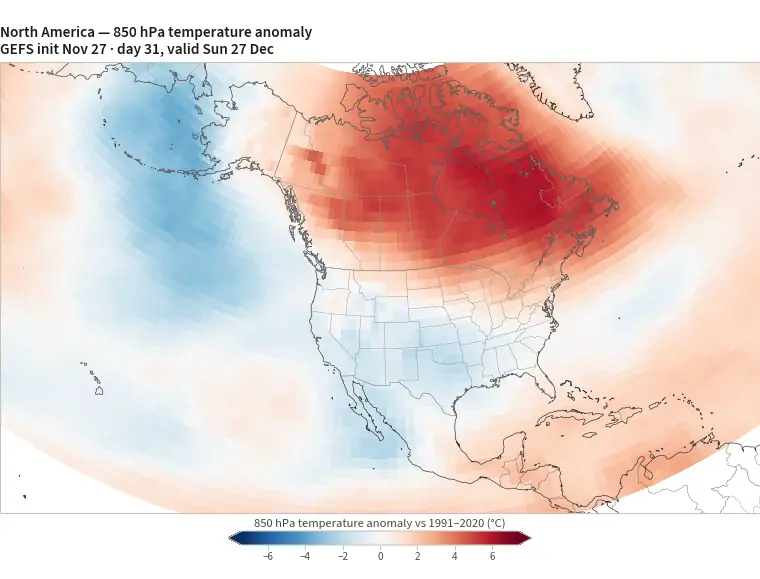 North America — 850 hPa temperature anomaly
GEFS init Nov 27 · day 31, valid Sun 27 Dec
850 hPa temperature anomaly vs 1991–2020 (°C)
−6 −4 −2 0 2 4 6